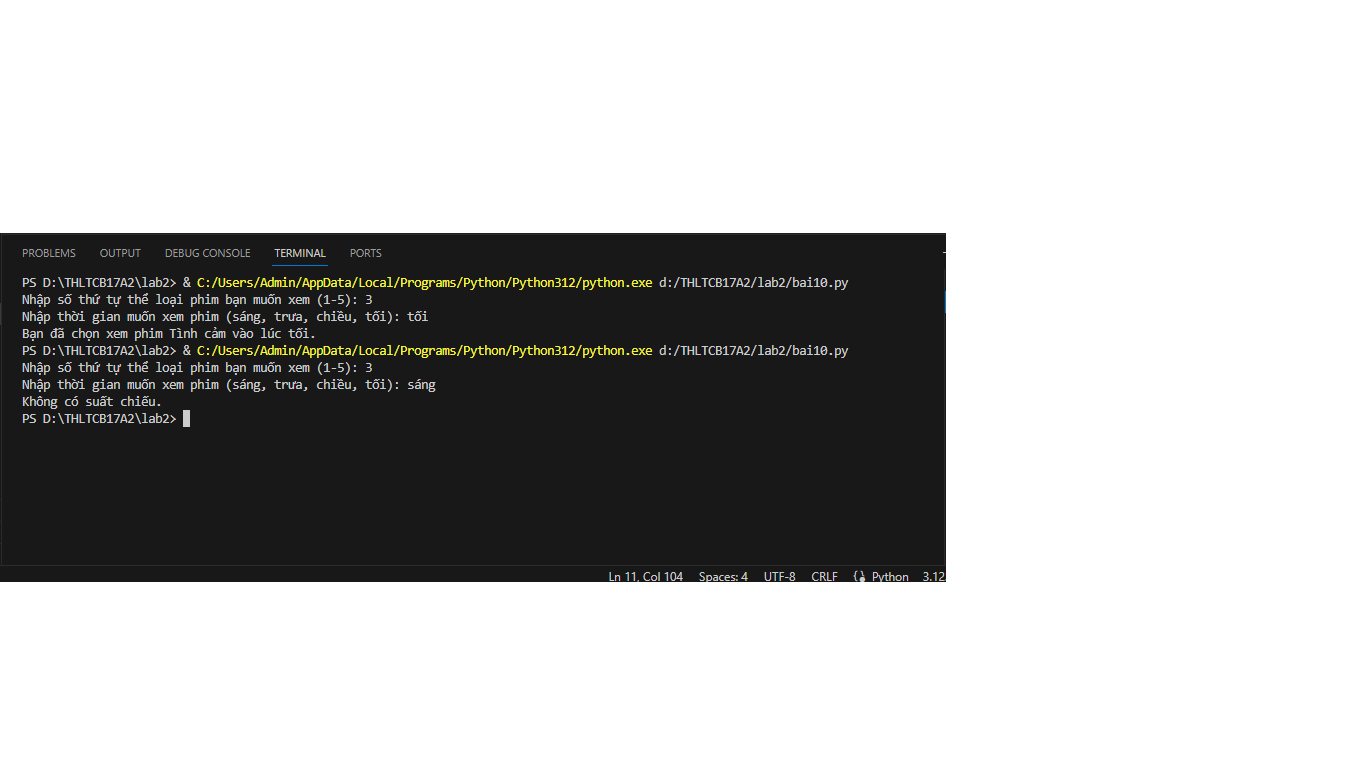 PROBLEMS OUTPUT DEBUG CONSOLE TERMINAL PORTS
PS D:\THLTCB17A2\lab2> & C:/Users/Admin/AppData/Local/Programs/Python/Python312/python.exe d:/THLTCB17A2/lab2/bai10.py
Nhập số thứ tự thể loại phim bạn muốn xem (1-5): 3
Nhập thời gian muốn xem phim (sáng, trưa, chiều, tối): tối
Bạn đã chọn xem phim Tình cảm vào lúc tối.
PS D:\THLTCB17A2\lab2> & C:/Users/Admin/AppData/Local/Programs/Python/Python312/python.exe d:/THLTCB17A2/lab2/bai10.py
Nhập số thứ tự thể loại phim bạn muốn xem (1-5): 3
Nhập thời gian muốn xem phim (sáng, trưa, chiều, tối): sáng
Không có suất chiếu.
PS D:\THLTCB17A2\lab2>
Ln 11, Col 104 Spaces: 4 UTF-8 CRLF Python 3.12